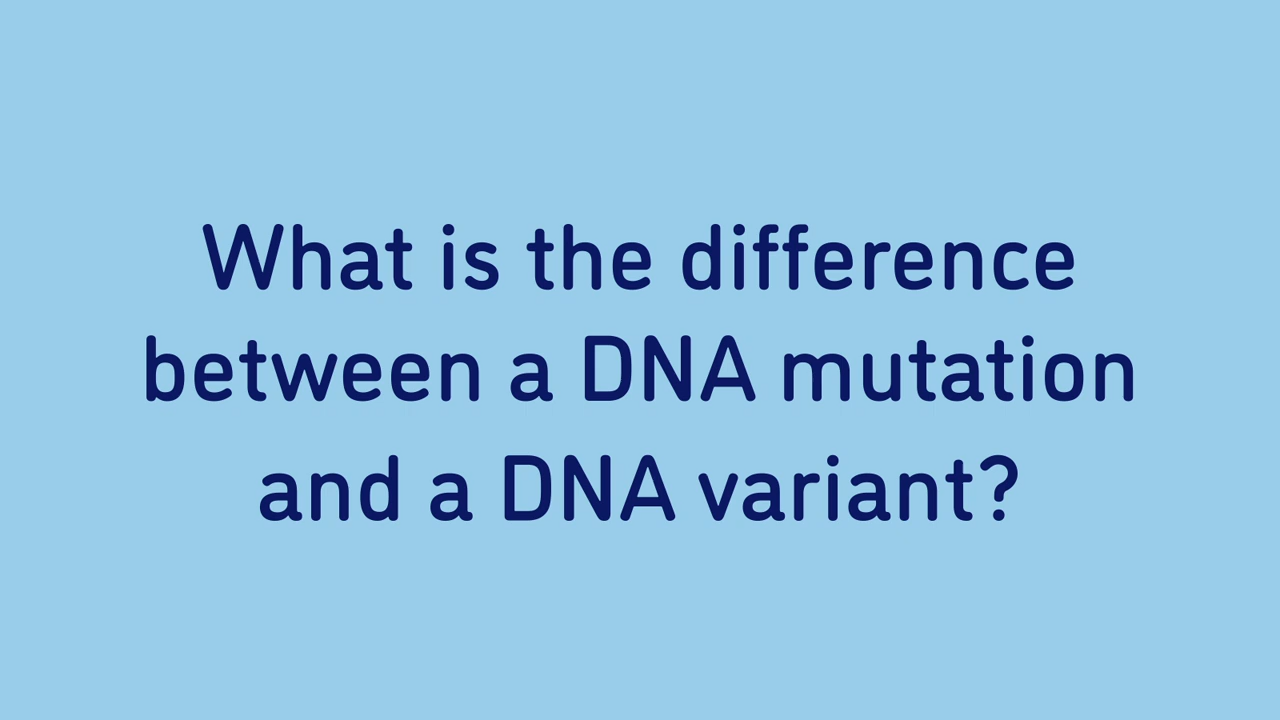 What is the difference
between a DNA mutation
and a DNA variant?